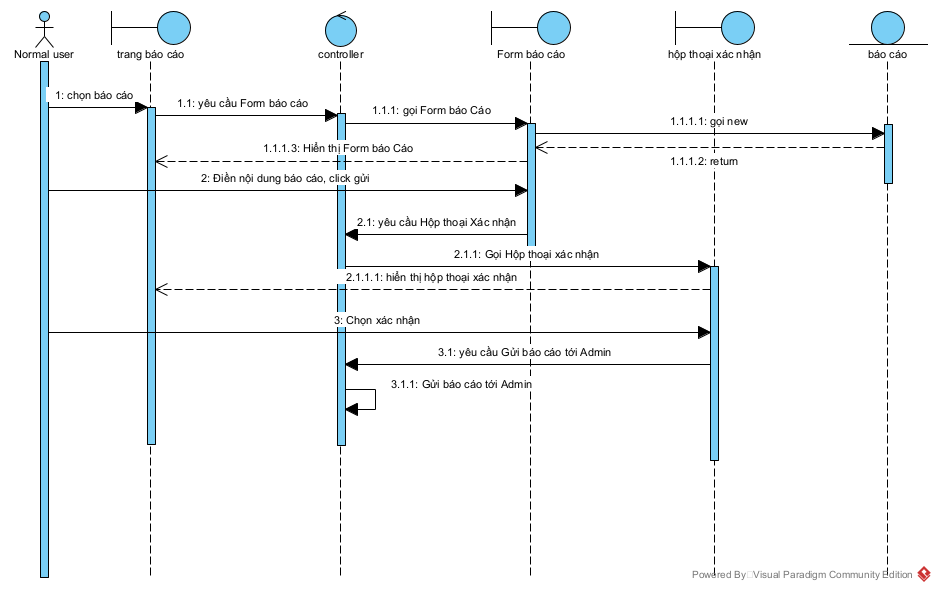 Normal user
trang báo cáo
controller
Form báo cáo
hộp thoại xác nhận
báo cáo
1: chọn báo cáo
1.1: yêu cầu Form báo cáo
1.1.1: gọi Form báo Cáo
1.1.1.1: gọi new
1.1.1.3: Hiển thị Form báo Cáo
1.1.1.2: return
2: Điền nội dung báo cáo, click gửi
2.1: yêu cầu Hộp thoại Xác nhận
2.1.1: Gọi Hộp thoại xác nhận
2.1.1.1: hiển thị hộp thoại xác nhận
3: Chọn xác nhận
3.1: yêu cầu Gửi báo cáo tới Admin
3.1.1: Gửi báo cáo tới Admin
Powered By Visual Paradigm Community Edition